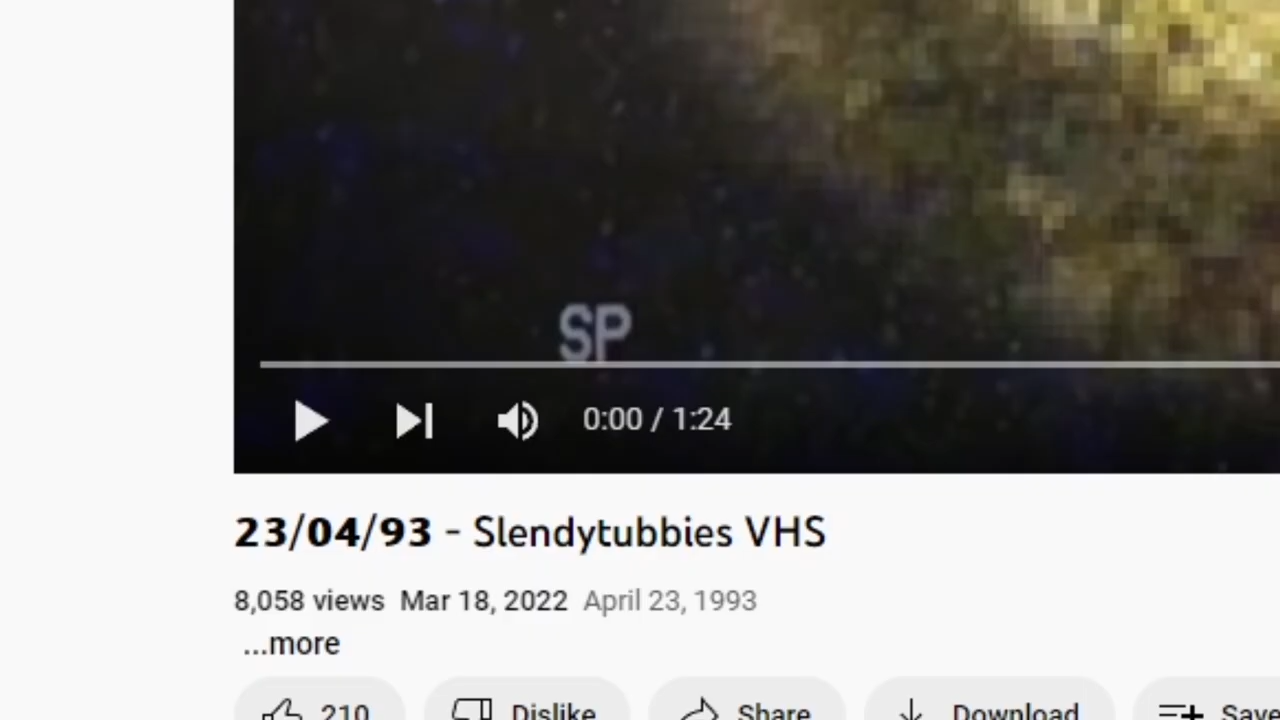 SP
0:00 / 1:24
23/04/93 - Slendytubbies VHS
8,058 views Mar 18, 2022 April 23, 1993
...more
210 Dislike Share Download Save